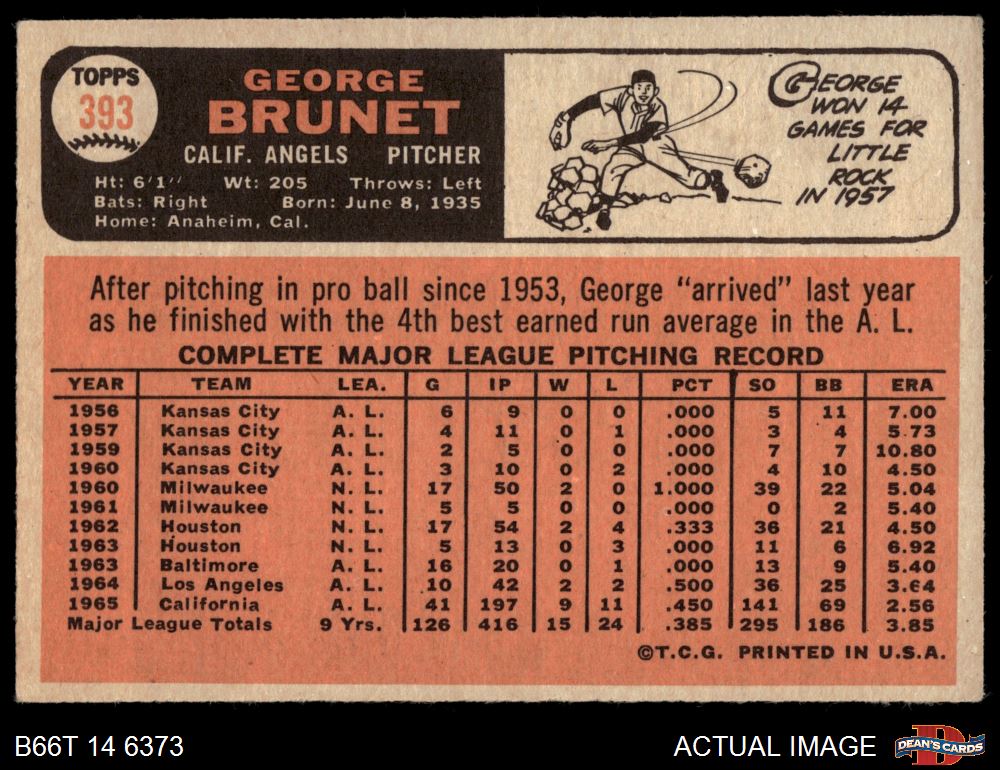 TOPPS
393
GEORGE
BRUNET
CALIF. ANGELS PITCHER
Ht: 6'1" Wt: 205 Throws: Left
Bats: Right Born: June 8, 1935
Home: Anaheim, Cal.
GEORGE
WON 14
GAMES FOR
LITTLE
ROCK
IN 1957
After pitching in pro ball since 1953, George "arrived" last year
as he finished with the 4th best earned run average in the A. L.
COMPLETE MAJOR LEAGUE PITCHING RECORD
YEAR TEAM LEA. G IP W L PCT SO BB ERA
1956 Kansas City A. L. 6 9 0 0 .000 5 11 7.00
1957 Kansas City A. L. 4 11 0 1 .000 3 4 5.73
1959 Kansas City A. L. 2 5 0 0 .000 7 7 10.80
1960 Kansas City A. L. 3 10 0 2 .000 4 10 4.50
1960 Milwaukee N. L. 17 50 2 0 1.000 39 22 5.04
1961 Milwaukee N. L. 5 5 0 0 .000 0 2 5.40
1962 Houston N. L. 17 54 2 4 .333 36 21 4.50
1963 Houston N. L. 5 13 0 3 .000 11 6 6.92
1963 Baltimore A. L. 16 20 0 1 .000 13 9 5.40
1964 Los Angeles A. L. 10 42 2 2 .500 36 25 3.64
1965 California A. L. 41 197 9 11 .450 141 69 2.56
Major League Totals 9 Yrs. 126 416 15 24 .385 295 186 3.85
©T.C.G. PRINTED IN U.S.A.
B66T 14 6373
ACTUAL IMAGE
D
DEAN'S CARDS